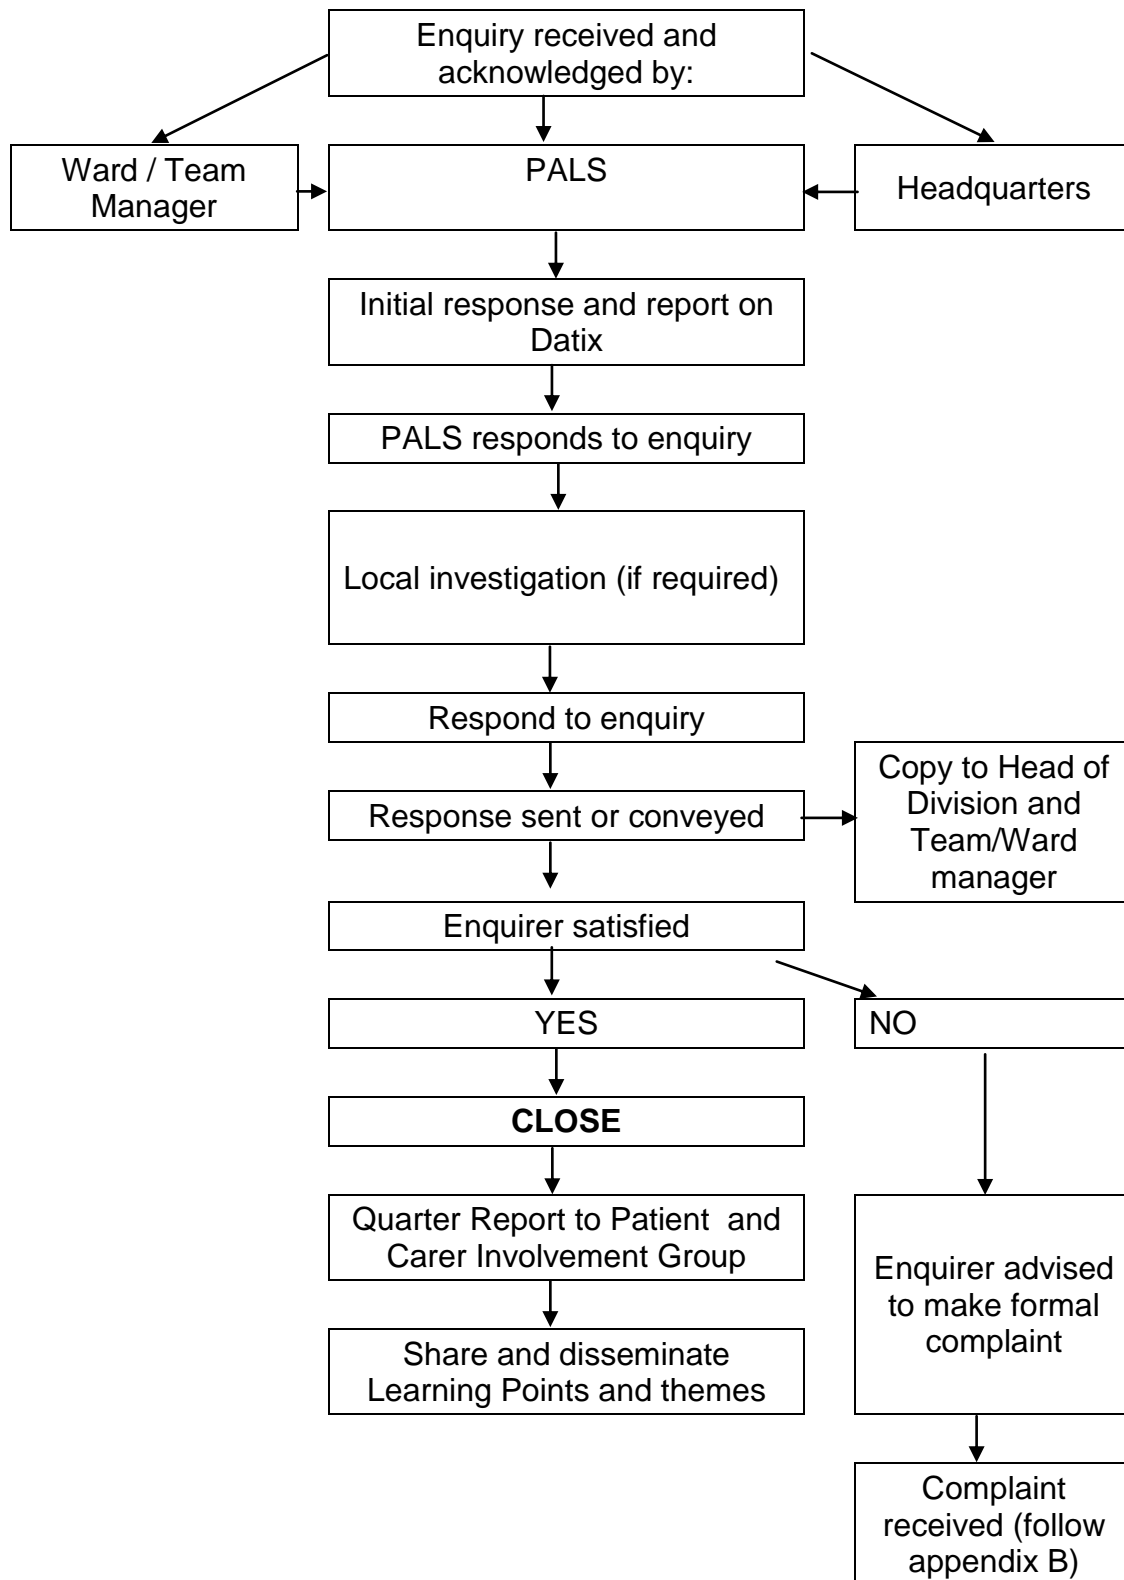 Enquiry received and
acknowledged by:
Ward / Team
Manager
PALS
Headquarters
Initial response and report on
Datix
PALS responds to enquiry
Local investigation (if required)
Respond to enquiry
Response sent or conveyed
Copy to Head of
Division and
Team/Ward
manager
Enquirer satisfied
YES
NO
CLOSE
Quarter Report to Patient  and
Carer Involvement Group
Enquirer advised
to make formal
complaint
Share and disseminate
Learning Points and themes
Complaint
received (follow
appendix B)